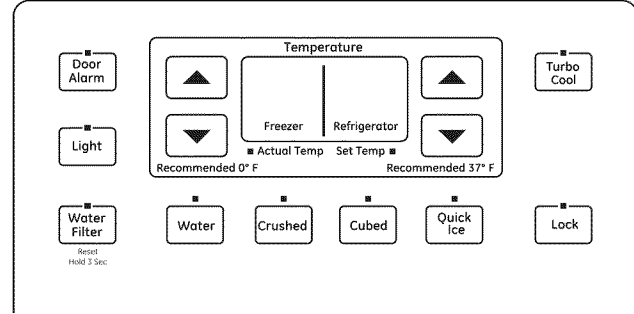 Temperature
Door
Alarm
Turbo
Cool
Freezer
Refrigerator
Light
Actual Temp
Set Temp
Recommended 0° F
Recommended 37° F
Water
Filter
Water
Crushed
Cubed
Quick
Ice
Lock
Reset
Hold 3 Sec